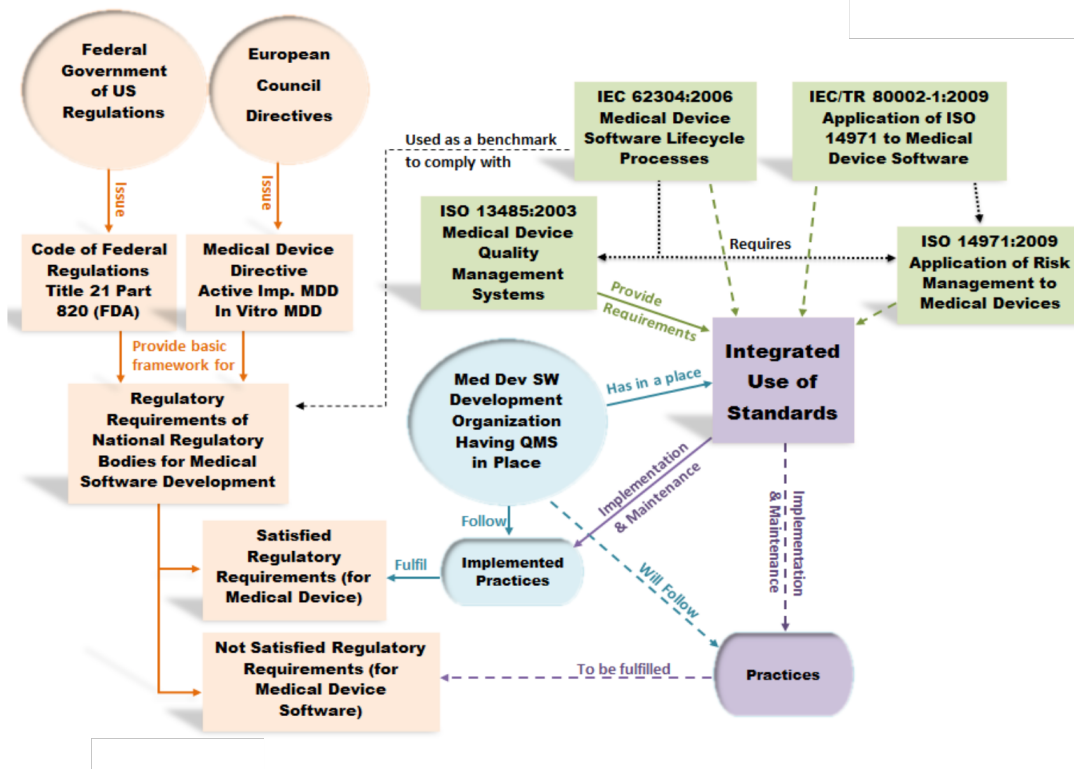 Federal
Government
of US
Regulations
European
Council
Directives
Issue
Issue
Code of Federal
Regulations
Title 21 Part
820 (FDA)
Medical Device
Directive
Active Imp. MDD
In Vitro MDD
Provide basic
framework for
Regulatory
Requirements of
National Regulatory
Bodies for Medical
Software Development
Satisfied
Regulatory
Requirements (for
Medical Device)
Not Satisfied Regulatory
Requirements (for
Medical Device
Software)
Used as a benchmark
to comply with
IEC 62304:2006
Medical Device
Software Lifecycle
Processes
IEC/TR 80002-1:2009
Application of ISO
14971 to Medical
Device Software
ISO 13485:2003
Medical Device
Quality
Management
Systems
Requires
ISO 14971:2009
Application of Risk
Management to
Medical Devices
Provide
Requirements
Integrated
Use of
Standards
Med Dev SW
Development
Organization
Having QMS
in Place
Has in a place
Implementation
& Maintenance
Implementation
& Maintenance
Follow
Implemented
Practices
Fulfil
Will Follow
Practices
To be fulfilled